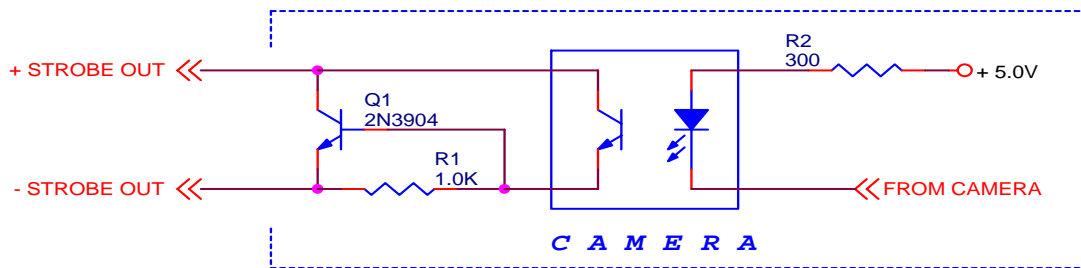 R2
300
+ STROBE OUT
+ 5.0V
Q1
2N3904
R1
1.0K
- STROBE OUT
FROM CAMERA
C A M E R A